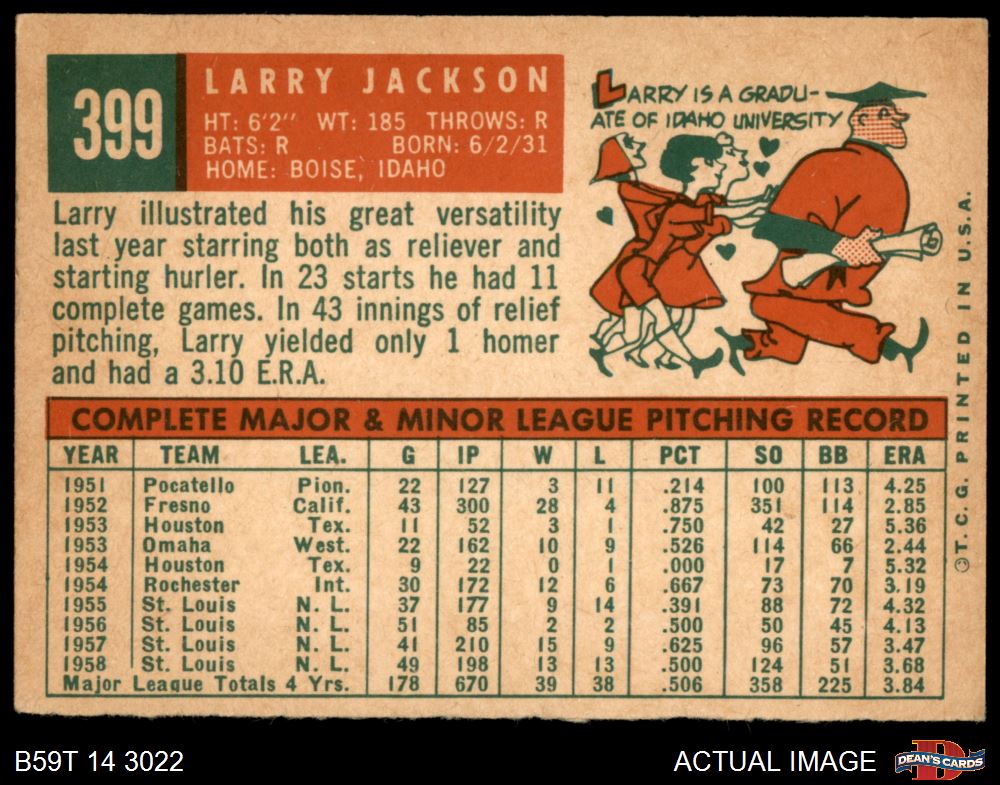 399
LARRY JACKSON
HT: 6'2" WT: 185 THROWS: R
BATS: R BORN: 6/2/31
HOME: BOISE, IDAHO
LARRY IS A GRADU-
ATE OF IDAHO UNIVERSITY
Larry illustrated his great versatility
last year starring both as reliever and
starting hurler. In 23 starts he had 11
complete games. In 43 innings of relief
pitching, Larry yielded only 1 homer
and had a 3.10 E.R.A.
COMPLETE MAJOR & MINOR LEAGUE PITCHING RECORD
YEAR TEAM LEA. G IP W L PCT SO BB ERA
1951 Pocatello Pion. 22 127 3 11 .214 100 113 4.25
1952 Fresno Calif. 43 300 28 4 .875 351 114 2.85
1953 Houston Tex. 11 52 3 1 .750 42 27 5.36
1953 Omaha West. 22 162 10 9 .526 114 66 2.44
1954 Houston Tex. 9 22 0 1 .000 17 7 5.32
1954 Rochester Int. 30 172 12 6 .667 73 70 3.19
1955 St. Louis N. L. 37 177 9 14 .391 88 72 4.32
1956 St. Louis N. L. 51 85 2 2 .500 50 45 4.13
1957 St. Louis N. L. 41 210 15 9 .625 96 57 3.47
1958 St. Louis N. L. 49 198 13 13 .500 124 51 3.68
Major League Totals 4 Yrs. 178 670 39 38 .506 358 225 3.84
©T. C. G. PRINTED IN U.S.A.
B59T 14 3022
ACTUAL IMAGE
DEAN'S CARDS